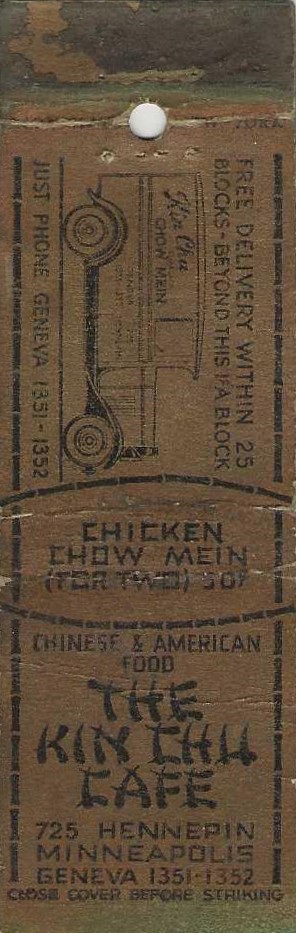 YORK
FREE DELIVERY WITHIN 25
BLOCKS - BEYOND THIS 1¢ A BLOCK
Kin Chu
CHOW MEIN
JUST PHONE GENEVA 1351-1352
CHICKEN
CHOW MEIN
(FOR TWO) 50¢
CHINESE & AMERICAN
FOOD
THE
KIN CHU
CAFE
725 HENNEPIN
MINNEAPOLIS
GENEVA 1351-1352
CLOSE COVER BEFORE STRIKING